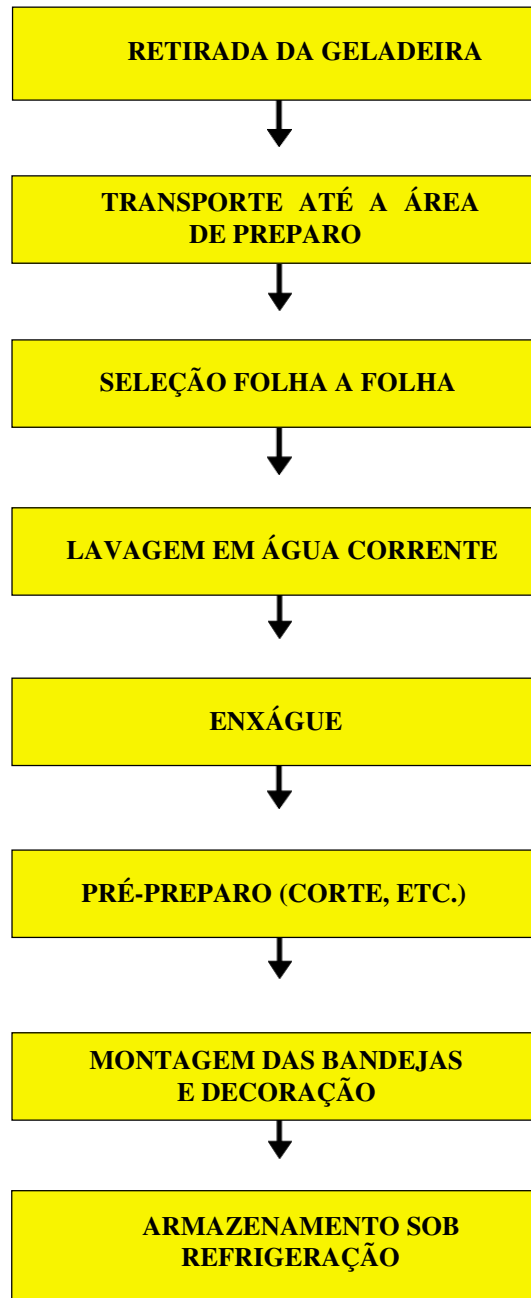 RETIRADA DA GELADEIRA
TRANSPORTE ATÉ A ÁREA
DE PREPARO
SELEÇÃO FOLHA A FOLHA
LAVAGEM EM ÁGUA CORRENTE
ENXÁGUE
PRÉ-PREPARO (CORTE, ETC.)
MONTAGEM DAS BANDEJAS
E DECORAÇÃO
ARMAZENAMENTO SOB
REFRIGERAÇÃO